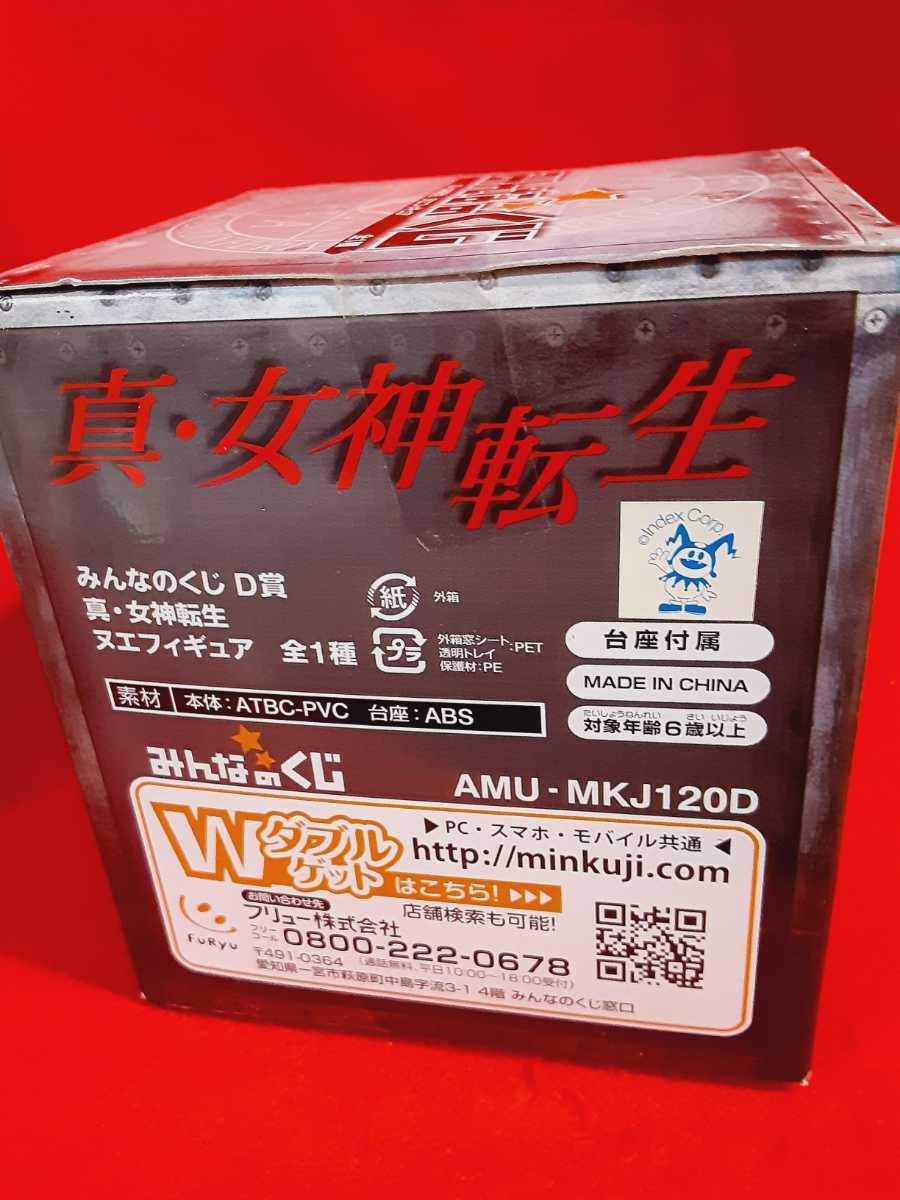 真・女神転生
©Index Corp
みんなのくじ D賞
真・女神転生
ヌエフィギュア 全1種
紙 外箱
プラ
外箱窓シート:PET
透明トレイ
保護材:PE
台座付属
MADE IN CHINA
たいしょうねんれい さい いじょう
対象年齢6歳以上
素材 本体:ATBC-PVC 台座:ABS
みんなのくじ
AMU - MKJ120D
Wダブルゲット
はこちら! ▷▷▷
▶ PC・スマホ・モバイル共通 ◀
http://minkuji.com
店舗検索も可能!
お問い合わせ先
フリュー株式会社
FuRyu
フリーコール 0800-222-0678
〒491-0364 (通話無料、平日10:00~18:00受付)
愛知県一宮市萩原町中島字流3-1 4階 みんなのくじ窓口